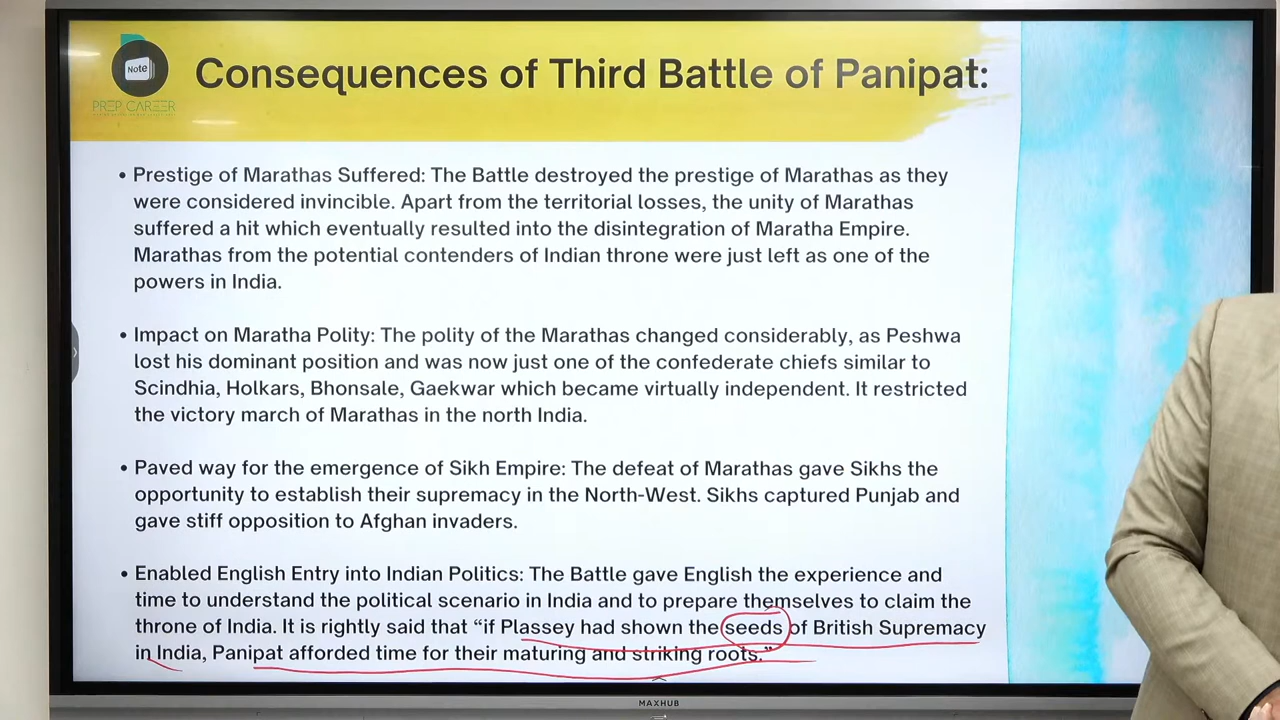 Note
PREP CAREER
Consequences of Third Battle of Panipat:
• Prestige of Marathas Suffered: The Battle destroyed the prestige of Marathas as they
were considered invincible. Apart from the territorial losses, the unity of Marathas
suffered a hit which eventually resulted into the disintegration of Maratha Empire.
Marathas from the potential contenders of Indian throne were just left as one of the
powers in India.
• Impact on Maratha Polity: The polity of the Marathas changed considerably, as Peshwa
lost his dominant position and was now just one of the confederate chiefs similar to
Scindhia, Holkars, Bhonsale, Gaekwar which became virtually independent. It restricted
the victory march of Marathas in the north India.
• Paved way for the emergence of Sikh Empire: The defeat of Marathas gave Sikhs the
opportunity to establish their supremacy in the North-West. Sikhs captured Punjab and
gave stiff opposition to Afghan invaders.
• Enabled English Entry into Indian Politics: The Battle gave English the experience and
time to understand the political scenario in India and to prepare themselves to claim the
throne of India. It is rightly said that “if Plassey had shown the seeds of British Supremacy
in India, Panipat afforded time for their maturing and striking roots.”
MAXHUB